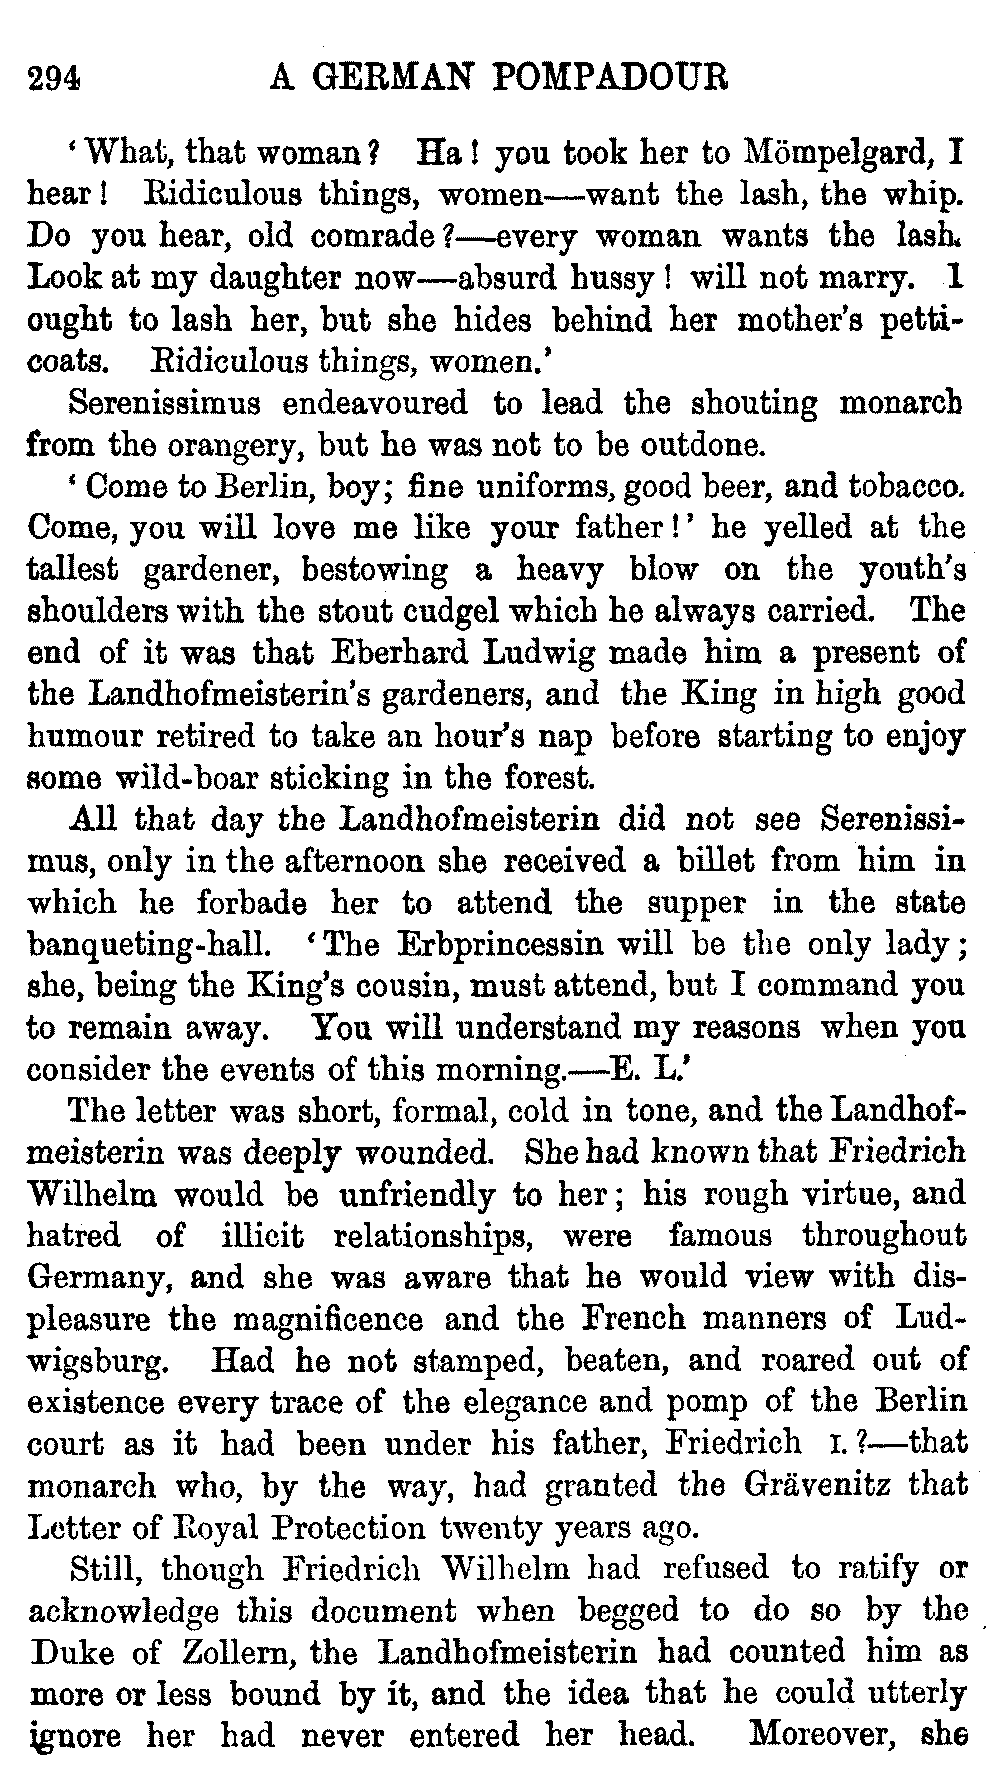 294 A GERMAN POMPADOUR
‘What, that woman? Ha! you took her to Mömpelgard, I
hear! Ridiculous things, women—want the lash, the whip.
Do you hear, old comrade?—every woman wants the lash.
Look at my daughter now—absurd hussy! will not marry. I
ought to lash her, but she hides behind her mother's petti-
coats. Ridiculous things, women.’
Serenissimus endeavoured to lead the shouting monarch
from the orangery, but he was not to be outdone.
‘Come to Berlin, boy; fine uniforms, good beer, and tobacco.
Come, you will love me like your father!’ he yelled at the
tallest gardener, bestowing a heavy blow on the youth's
shoulders with the stout cudgel which he always carried. The
end of it was that Eberhard Ludwig made him a present of
the Landhofmeisterin's gardeners, and the King in high good
humour retired to take an hour's nap before starting to enjoy
some wild-boar sticking in the forest.
All that day the Landhofmeisterin did not see Serenissi-
mus, only in the afternoon she received a billet from him in
which he forbade her to attend the supper in the state
banqueting-hall. ‘The Erbprincessin will be the only lady;
she, being the King's cousin, must attend, but I command you
to remain away. You will understand my reasons when you
consider the events of this morning.—E. L.’
The letter was short, formal, cold in tone, and the Landhof-
meisterin was deeply wounded. She had known that Friedrich
Wilhelm would be unfriendly to her; his rough virtue, and
hatred of illicit relationships, were famous throughout
Germany, and she was aware that he would view with dis-
pleasure the magnificence and the French manners of Lud-
wigsburg. Had he not stamped, beaten, and roared out of
existence every trace of the elegance and pomp of the Berlin
court as it had been under his father, Friedrich I.?—that
monarch who, by the way, had granted the Grävenitz that
Letter of Royal Protection twenty years ago.
Still, though Friedrich Wilhelm had refused to ratify or
acknowledge this document when begged to do so by the
Duke of Zollern, the Landhofmeisterin had counted him as
more or less bound by it, and the idea that he could utterly
ignore her had never entered her head. Moreover, she